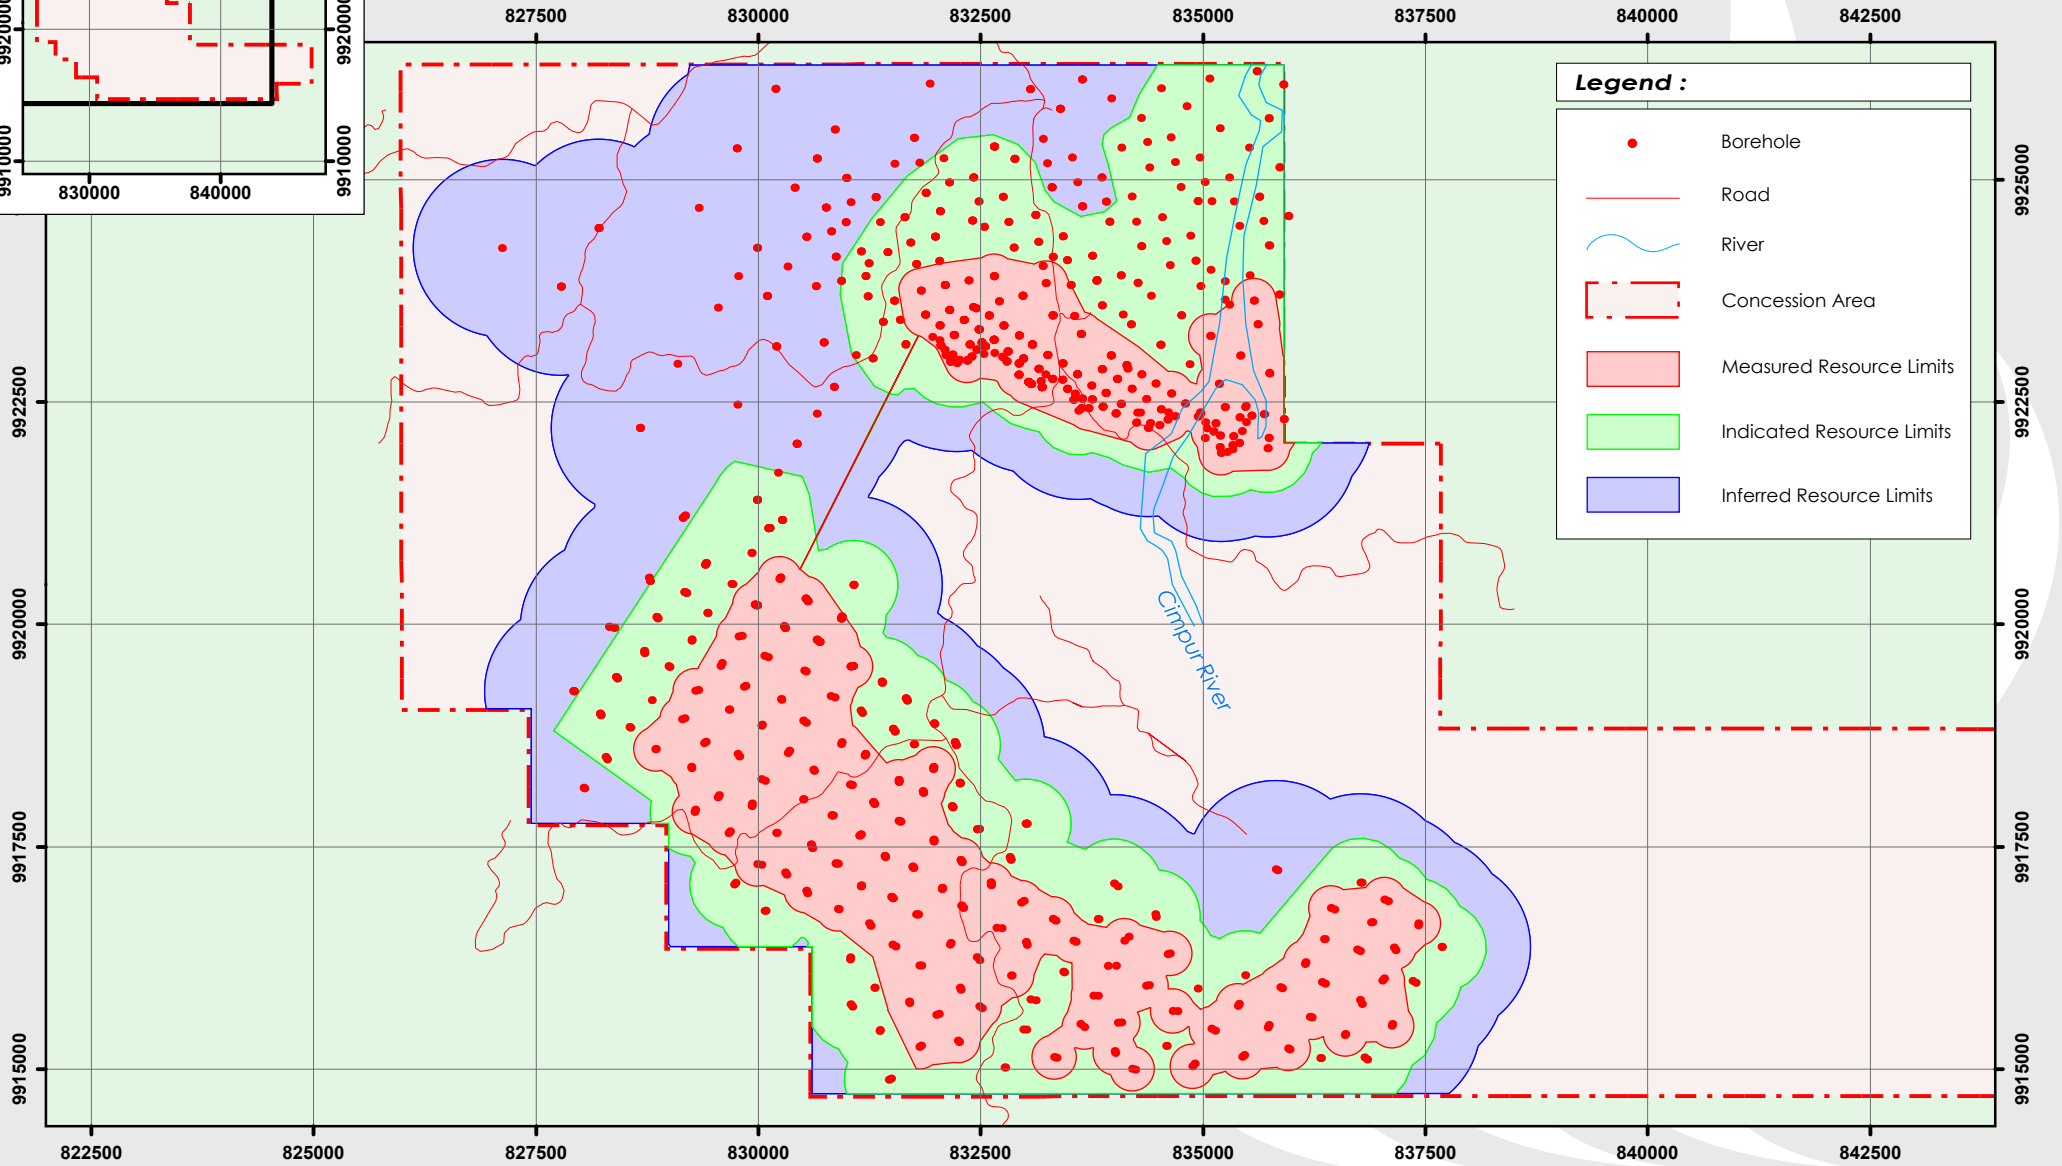 827500 830000 832500 835000 837500 840000 842500
9920000
9920000
9910000
9910000
830000 840000
Legend :
Borehole
Road
River
Concession Area
Measured Resource Limits
Indicated Resource Limits
Inferred Resource Limits
9925000
9922500
9922500
9920000
9920000
Cimpur River
9917500
9917500
9915000
9915000
822500 825000 827500 830000 832500 835000 837500 840000 842500